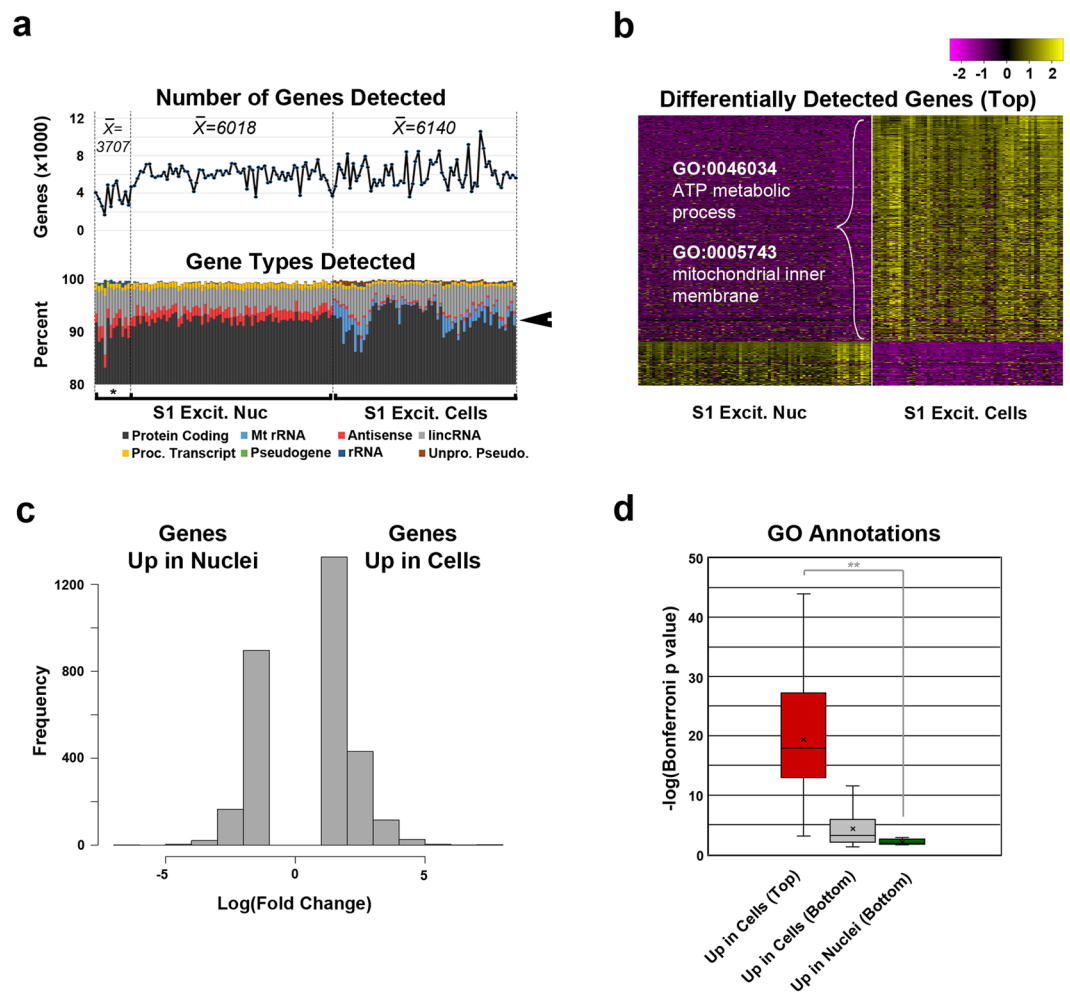 a
Number of Genes Detected
Genes (x1000)
12
8
4
0
X̅=
3707
X̅=6018
X̅=6140
Gene Types Detected
Percent
100
90
80
*
S1 Excit. Nuc
S1 Excit. Cells
Protein Coding
Mt rRNA
Antisense
lincRNA
Proc. Transcript
Pseudogene
rRNA
Unpro. Pseudo.
b
-2 -1 0 1 2
Differentially Detected Genes (Top)
GO:0046034
ATP metabolic
process
GO:0005743
mitochondrial inner
membrane
S1 Excit. Nuc
S1 Excit. Cells
c
Genes
Up in Nuclei
Genes
Up in Cells
Frequency
1200
800
400
0
-5 0 5
Log(Fold Change)
d
GO Annotations
-log(Bonferroni p value)
50
40
30
20
10
0
**
Up in Cells (Top)
Up in Cells (Bottom)
Up in Nuclei (Bottom)